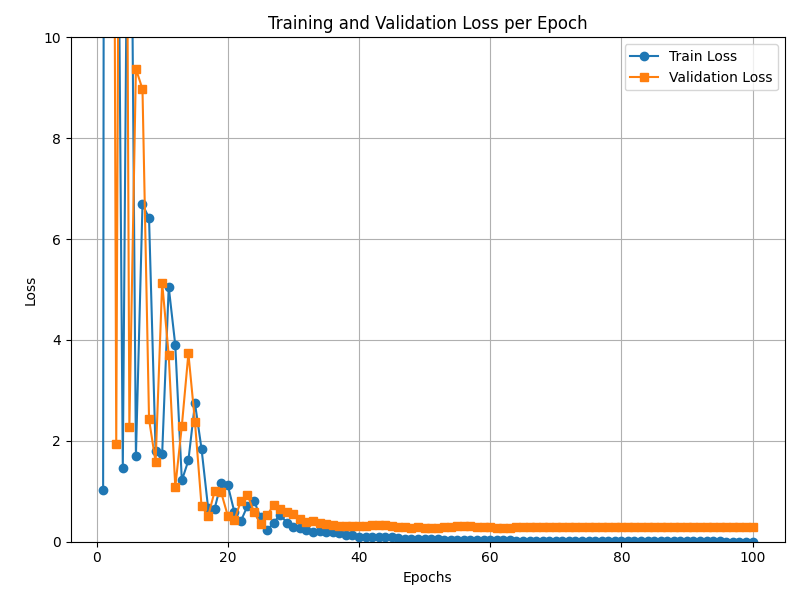 Training and Validation Loss per Epoch
Train Loss
Validation Loss
10
8
6
4
2
0
Loss
0 20 40 60 80 100
Epochs